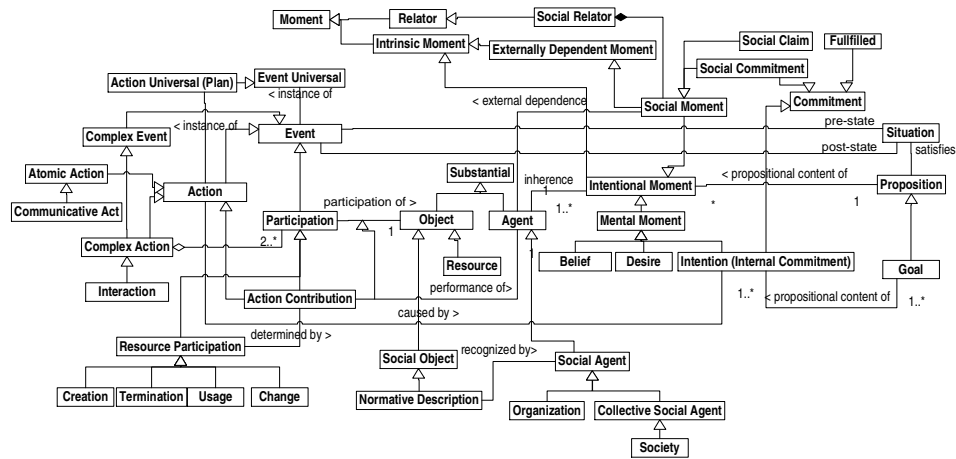 Moment
Relator
Social Relator
Intrinsic Moment
Externally Dependent Moment
Social Claim
Fullfilled
Social Commitment
Action Universal (Plan)
Event Universal
< instance of
< external dependence
Social Moment
Commitment
< instance of
Complex Event
Event
pre-state
Situation
post-state
satisfies
Atomic Action
Action
Substantial
inherence
1
Intentional Moment
< propositional content of
Proposition
Communicative Act
participation of >
1..*
*
1
Participation
Object
Agent
Mental Moment
1
Complex Action
2..*
1
Resource
Belief
Desire
Intention (Internal Commitment)
Goal
Interaction
Action Contribution
performance of>
1..*
< propositional content of
1..*
caused by >
determined by >
Resource Participation
Social Object
recognized by>
Social Agent
Creation
Termination
Usage
Change
Normative Description
Organization
Collective Social Agent
Society